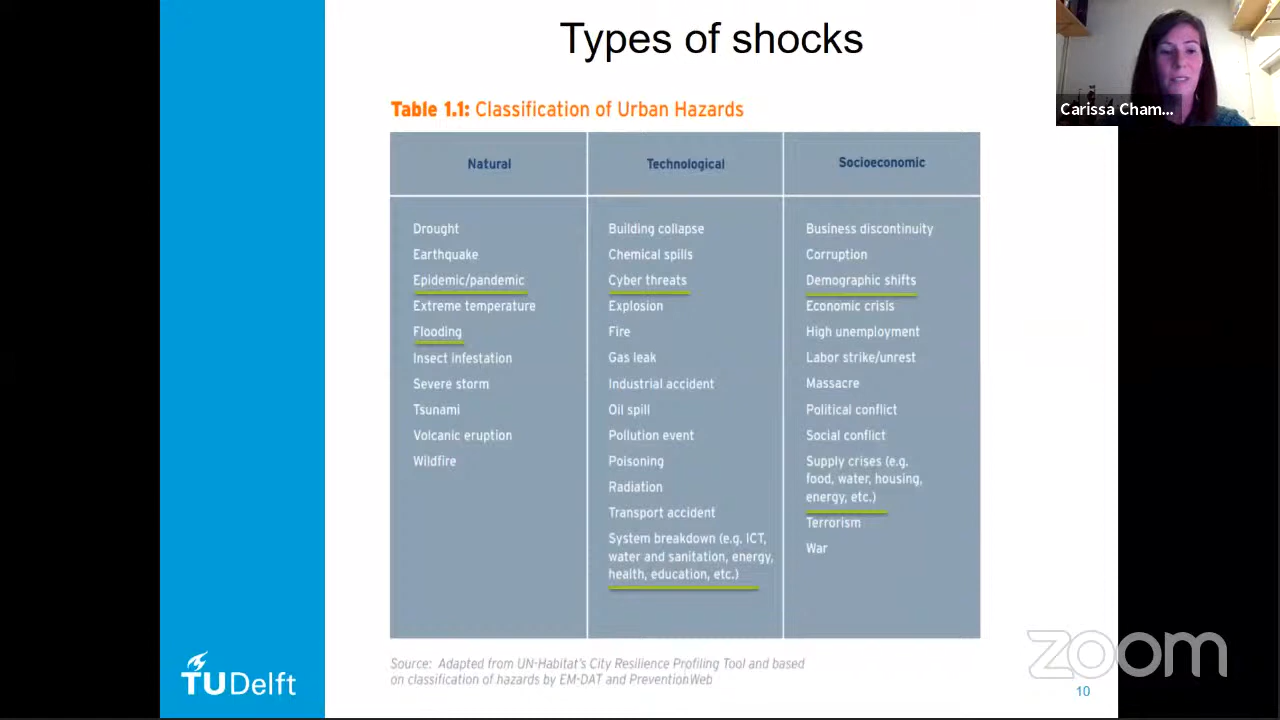 Types of shocks
Carissa Cham...
Table 1.1: Classification of Urban Hazards
Natural
Technological
Socioeconomic
Drought
Earthquake
Epidemic/pandemic
Extreme temperature
Flooding
Insect infestation
Severe storm
Tsunami
Volcanic eruption
Wildfire
Building collapse
Chemical spills
Cyber threats
Explosion
Fire
Gas leak
Industrial accident
Oil spill
Pollution event
Poisoning
Radiation
Transport accident
System breakdown (e.g. ICT,
water and sanitation, energy,
health, education, etc.)
Business discontinuity
Corruption
Demographic shifts
Economic crisis
High unemployment
Labor strike/unrest
Massacre
Political conflict
Social conflict
Supply crises (e.g.
food, water, housing,
energy, etc.)
Terrorism
War
Source: Adapted from UN-Habitat's City Resilience Profiling Tool and based
on classification of hazards by EM-DAT and PreventionWeb
TUDelft
zoom
10